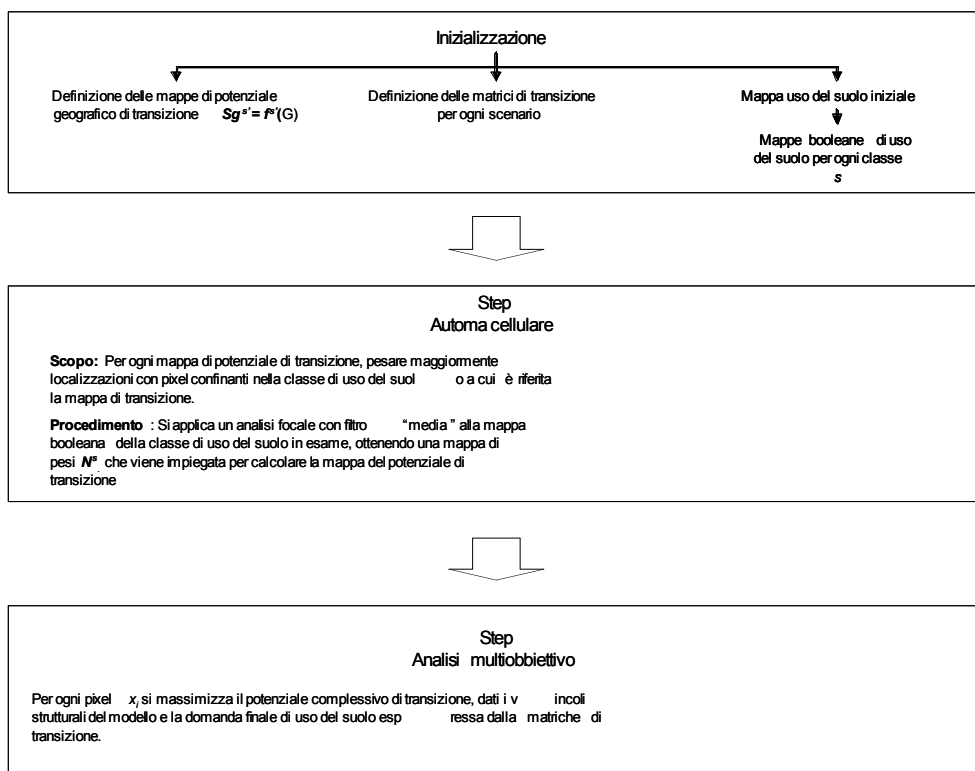 Inizializzazione
Definizione delle mappe di potenziale
geografico di transizione Sg^s' = f^s'(G)
Definizione delle matrici di transizione
per ogni scenario
Mappa uso del suolo iniziale
Mappe booleane di uso
del suolo per ogni classe
s
Step
Automa cellulare
Scopo: Per ogni mappa di potenziale di transizione, pesare maggiormente
localizzazioni con pixel confinanti nella classe di uso del suol o a cui è riferita
la mappa di transizione.
Procedimento : Si applica un analisi focale con filtro "media" alla mappa
booleana della classe di uso del suolo in esame, ottenendo una mappa di
pesi N^s, che viene impiegata per calcolare la mappa del potenziale di
transizione
Step
Analisi multiobbiettivo
Per ogni pixel x_i si massimizza il potenziale complessivo di transizione, dati i v incoli
strutturali del modello e la domanda finale di uso del suolo esp ressa dalla matriche di
transizione.